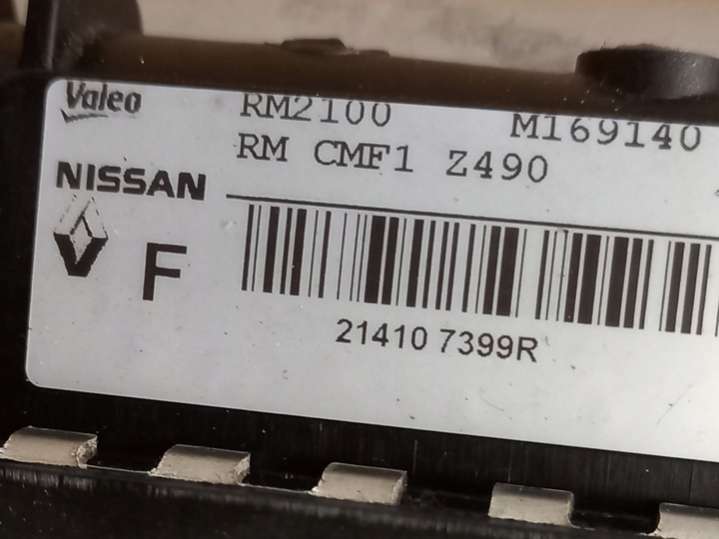 Valeo
RM2100 M169140
RM CMF1 Z490
NISSAN
F
21410 7399R